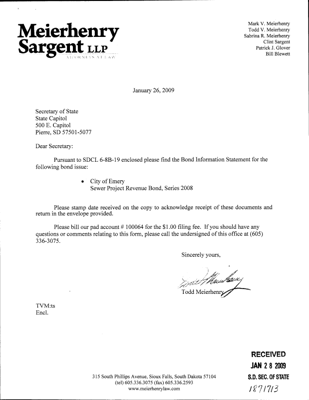 Meierhenry
Sargent LLP
Mark V. Meierhenry
Todd V. Meierhenry
Sabrina R. Meierhenry
Clint Sargent
Patrick J. Glover
Bill Blewett
January 26, 2009
Secretary of State
State Capitol
500 E. Capitol
Pierre, SD 57501-5077
Dear Secretary:
Pursuant to SDCL 6-8B-19 enclosed please find the Bond Information Statement for the
following bond issue:
• City of Emery
Sewer Project Revenue Bond, Series 2008
Please stamp date received on the copy to acknowledge receipt of these documents and
return in the envelope provided.
Please bill our pad account # 100064 for the $1.00 filing fee. If you should have any
questions or comments relating to this form, please call the undersigned of this office at (605)
336-3075.
Sincerely yours,
Todd Meierhenry
TVM:ts
Encl.
RECEIVED
JAN 28 2009
S.D. SEC. OF STATE
1871713
315 South Phillips Avenue, Sioux Falls, South Dakota 57104
(tel) 605.336.3075 (fax) 605.336.2593
www.meierhenrylaw.com